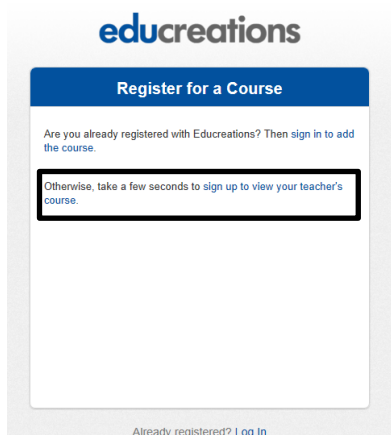 educreations
Register for a Course
Are you already registered with Educreations? Then sign in to add
the course.
Otherwise, take a few seconds to sign up to view your teacher's
course.
Already registered? Log In